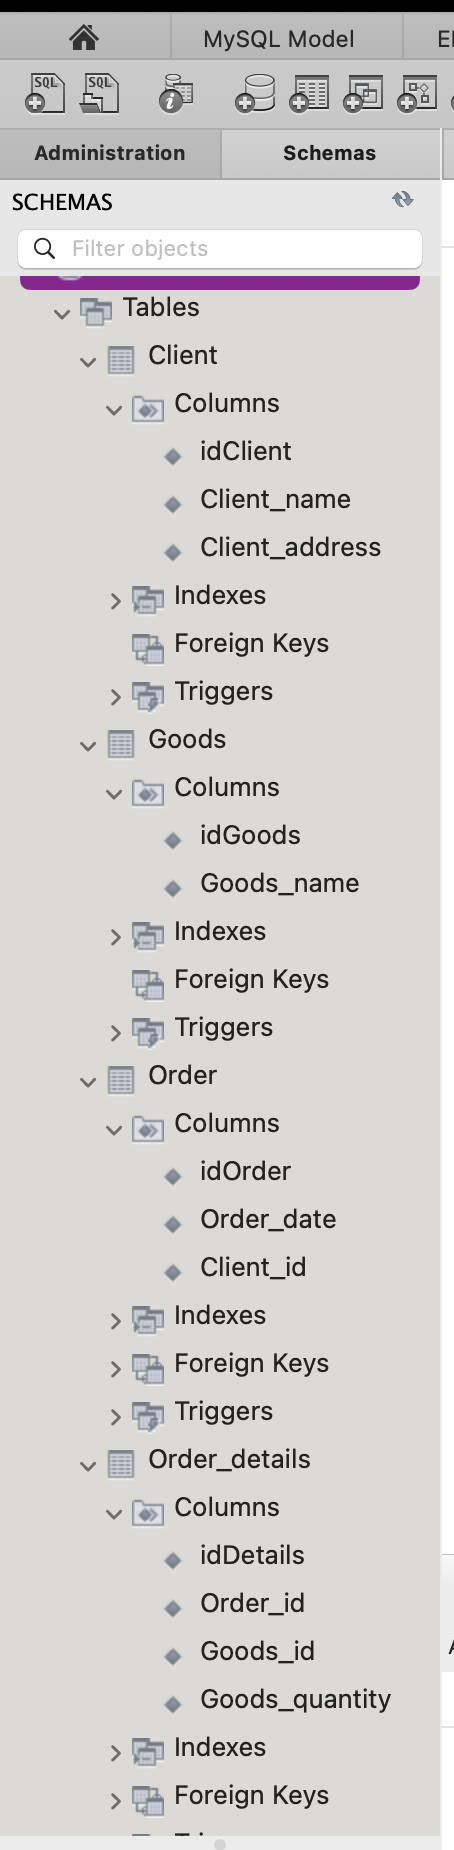 MySQL Model
SQL
SQL
Administration
Schemas
SCHEMAS
Filter objects
Tables
Client
Columns
idClient
Client_name
Client_address
Indexes
Foreign Keys
Triggers
Goods
Columns
idGoods
Goods_name
Indexes
Foreign Keys
Triggers
Order
Columns
idOrder
Order_date
Client_id
Indexes
Foreign Keys
Triggers
Order_details
Columns
idDetails
Order_id
Goods_id
Goods_quantity
Indexes
Foreign Keys